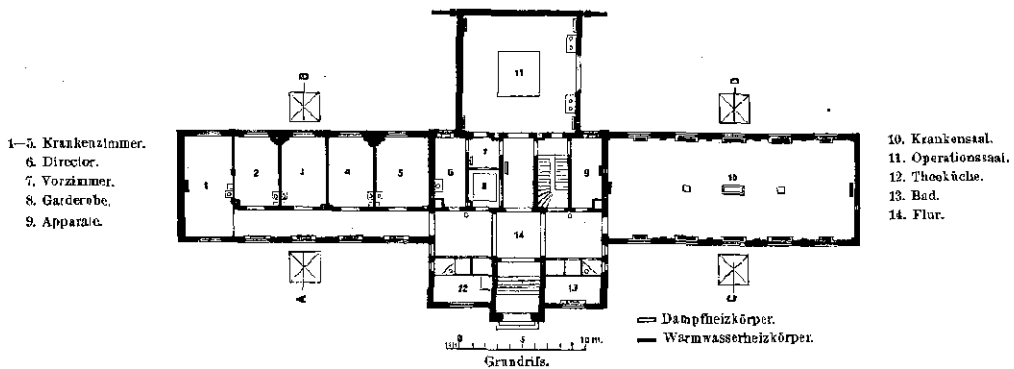 1—5. Krankenzimmer.
6. Director.
7. Vorzimmer.
8. Garderobe.
9. Apparate.
10. Krankensaal.
11. Operationssaal.
12. Theeküche.
13. Bad.
14. Flur.
B
D
11
1
2
3
4
5
6
7
8
9
10
14
12
13
A
C
0 5 10 m.
Grundriſs.
Dampfheizkörper.
Warmwasserheizkörper.